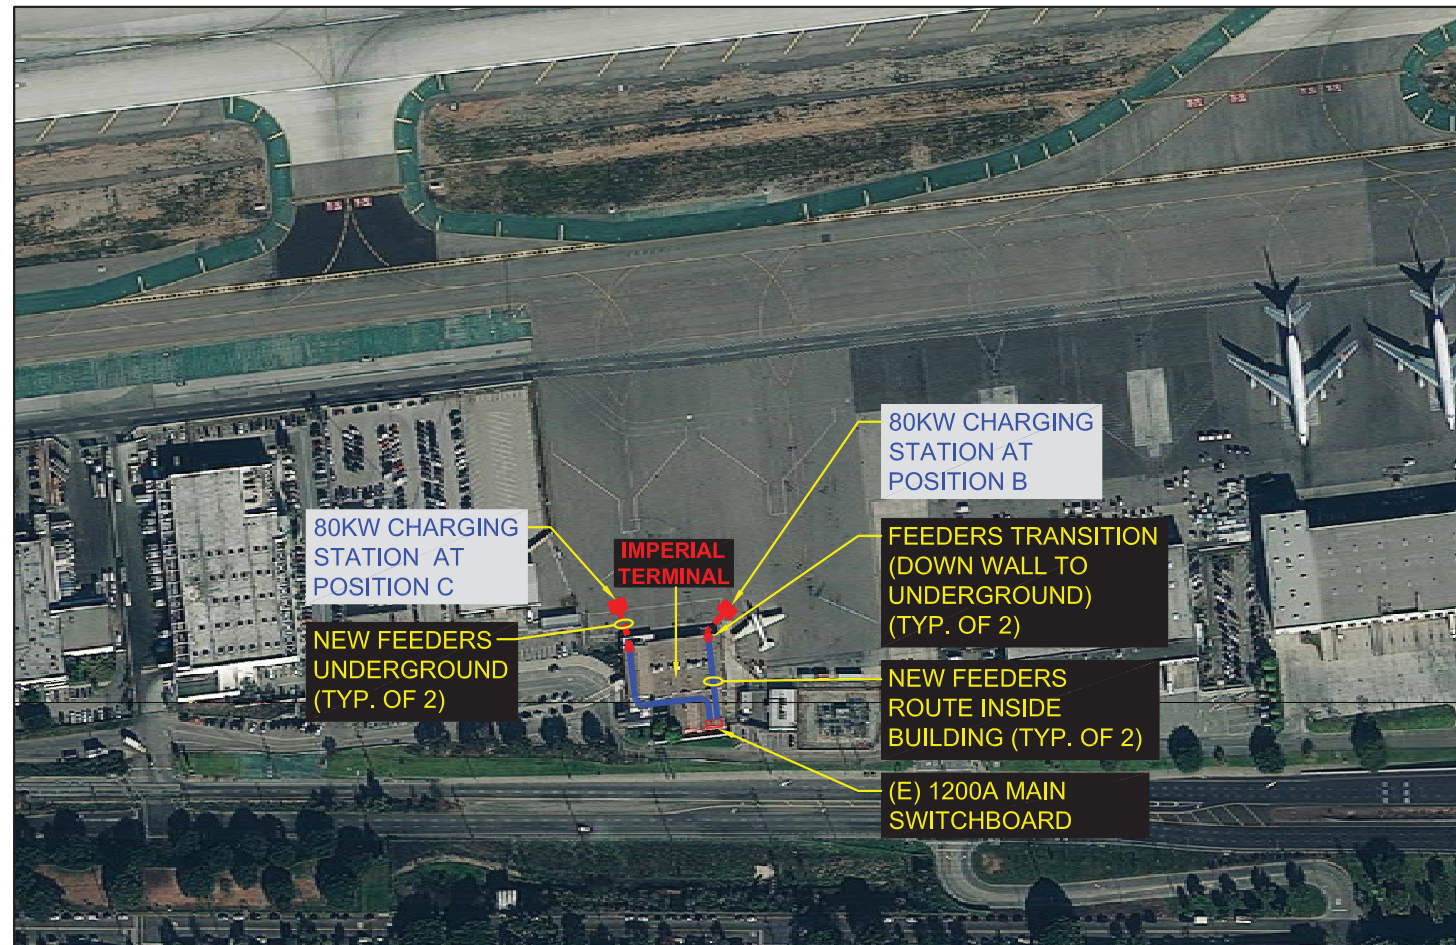 80KW CHARGING
STATION AT
POSITION B
80KW CHARGING
STATION AT
POSITION C
IMPERIAL
TERMINAL
FEEDERS TRANSITION
(DOWN WALL TO
UNDERGROUND)
(TYP. OF 2)
NEW FEEDERS
UNDERGROUND
(TYP. OF 2)
NEW FEEDERS
ROUTE INSIDE
BUILDING (TYP. OF 2)
(E) 1200A MAIN
SWITCHBOARD